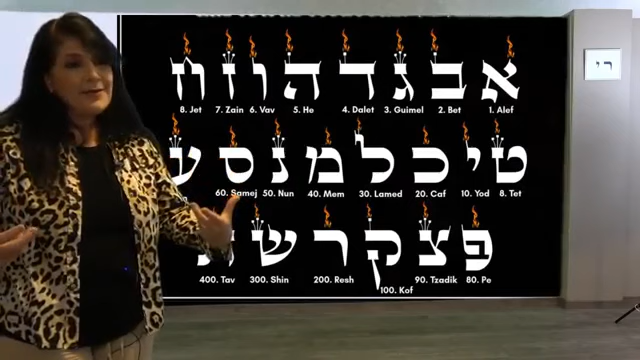 א ב ג ד ה ו ז ח
8. Jet 7. Zain 6. Vav 5. He 4. Dalet 3. Guimel 2. Bet 1. Alef
ט י כ ל מ נ ס ע
60. Samej 50. Nun 40. Mem 30. Lamed 20. Caf 10. Yod 8. Tet
פ צ ק ר ש ת
400. Tav 300. Shin 200. Resh 100. Kof 90. Tzadik 80. Pe
רי